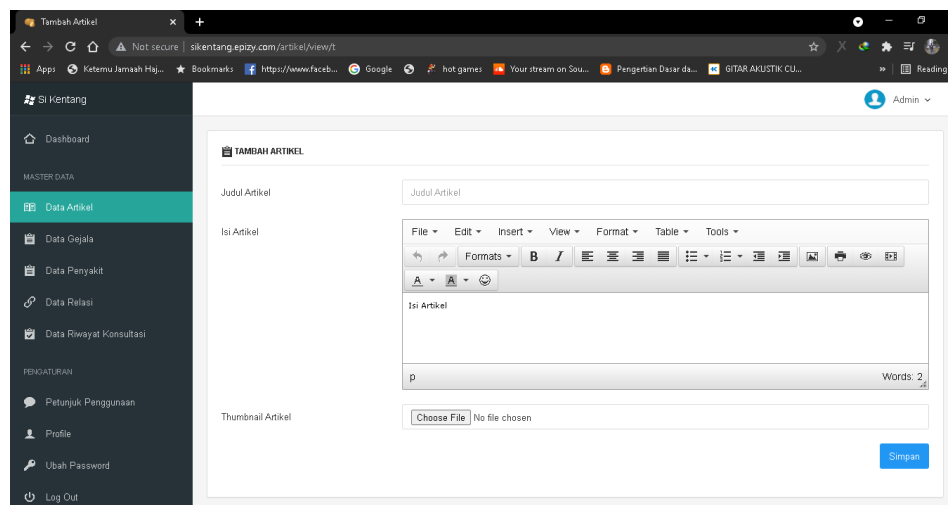 Tambah Artikel
Not secure | sikentang.epizy.com/artikel/view/t
Apps Ketemu Jamaah Haj... Bookmarks https://www.faceb... Google hot games Your stream on Sou... Pengertian Dasar da... GITAR AKUSTIK CU... » Reading
Si Kentang
Admin
Dashboard
MASTER DATA
Data Artikel
Data Gejala
Data Penyakit
Data Relasi
Data Riwayat Konsultasi
PENGATURAN
Petunjuk Penggunaan
Profile
Ubah Password
Log Out
TAMBAH ARTIKEL
Judul Artikel
Judul Artikel
Isi Artikel
File Edit Insert View Format Table Tools
Formats B I
A A
Isi Artikel
p Words: 2
Thumbnail Artikel
Choose File No file chosen
Simpan